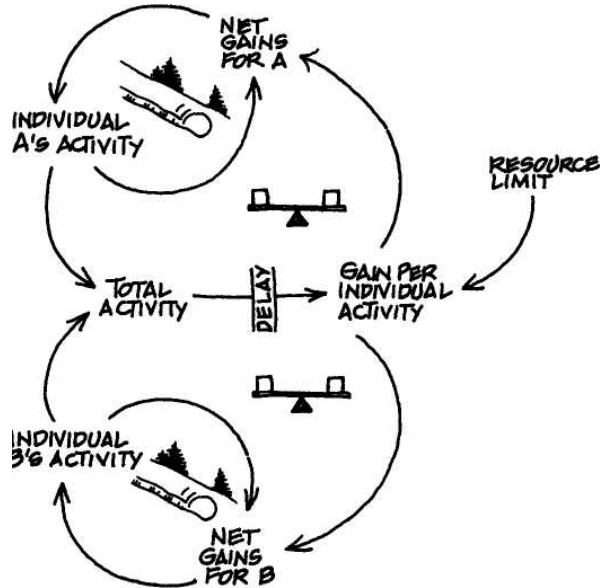 NET
GAINS
FOR A
INDIVIDUAL
A'S ACTIVITY
RESOURCE
LIMIT
TOTAL
ACTIVITY
DELAY
GAIN PER
INDIVIDUAL
ACTIVITY
INDIVIDUAL
B'S ACTIVITY
NET
GAINS
FOR B